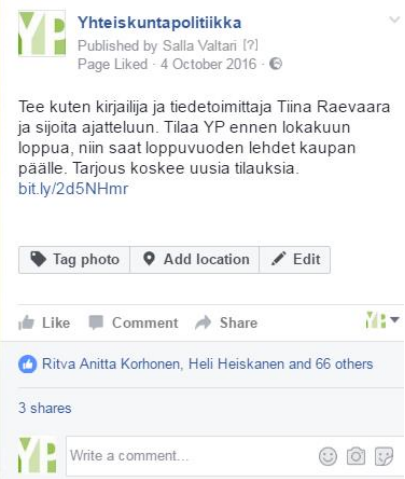 YP
Yhteiskuntapolitiikka
Published by Salla Valtari [?]
Page Liked · 4 October 2016 ·
Tee kuten kirjailija ja tiedetoimittaja Tiina Raevaara
ja sijoita ajatteluun. Tilaa YP ennen lokakuun
loppua, niin saat loppuvuoden lehdet kaupan
päälle. Tarjous koskee uusia tilauksia.
bit.ly/2d5NHmr
Tag photo Add location Edit
Like Comment Share YP
Ritva Anitta Korhonen, Heli Heiskanen and 66 others
3 shares
YP Write a comment...